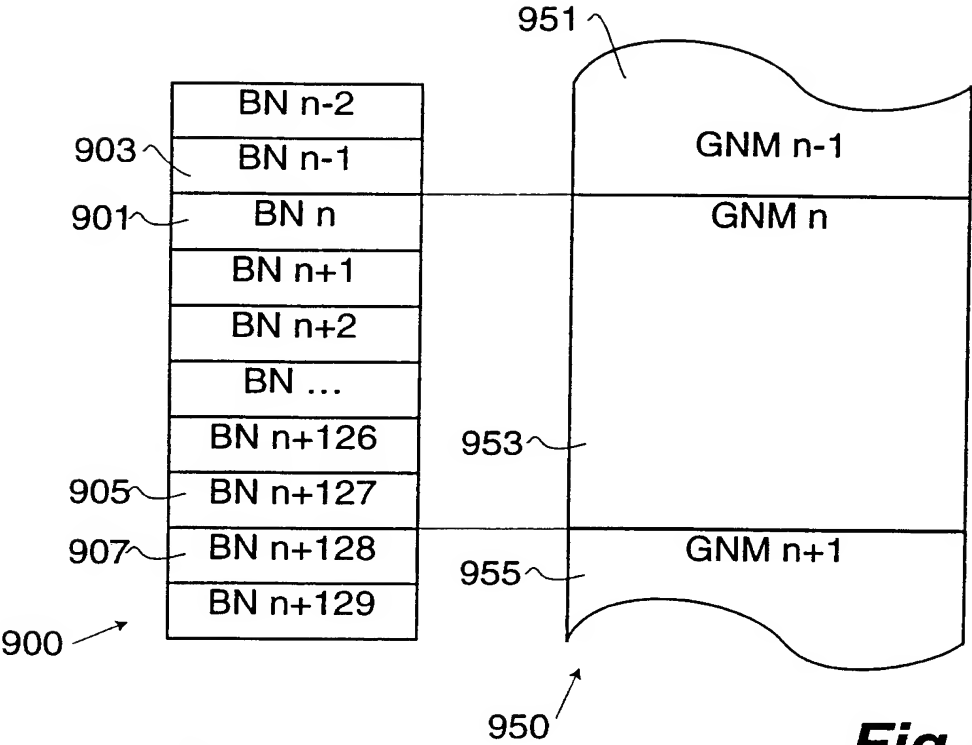 951
BN n-2
903
BN n-1
GNM n-1
901
BN n
GNM n
BN n+1
BN n+2
BN ...
BN n+126
953
905
BN n+127
907
BN n+128
GNM n+1
955
BN n+129
900
950